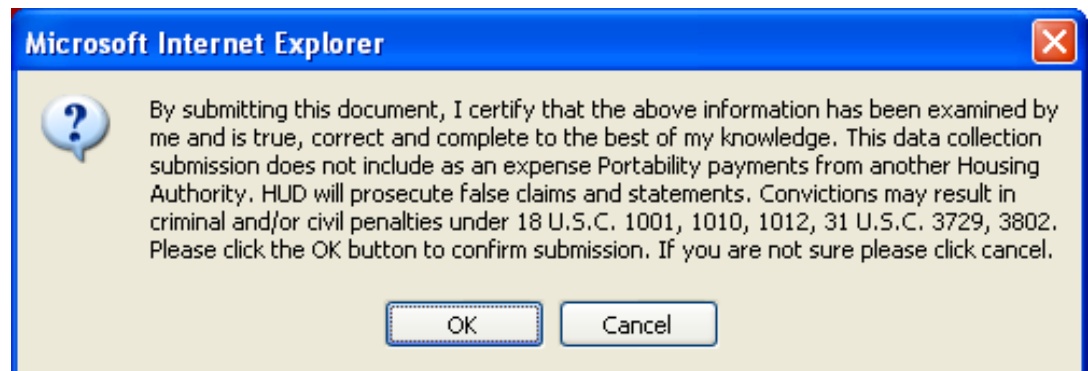 Microsoft Internet Explorer
By submitting this document, I certify that the above information has been examined by
me and is true, correct and complete to the best of my knowledge. This data collection
submission does not include as an expense Portability payments from another Housing
Authority. HUD will prosecute false claims and statements. Convictions may result in
criminal and/or civil penalties under 18 U.S.C. 1001, 1010, 1012, 31 U.S.C. 3729, 3802.
Please click the OK button to confirm submission. If you are not sure please click cancel.
OK
Cancel